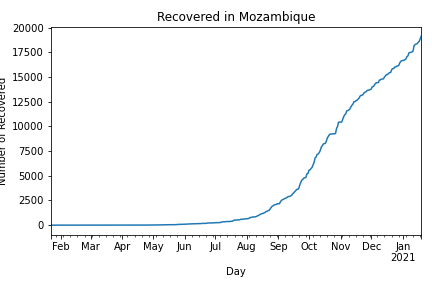 Recovered in Mozambique
20000
17500
15000
12500
10000
7500
5000
2500
0
Number of Recovered
Feb Mar Apr May Jun Jul Aug Sep Oct Nov Dec Jan
2021
Day